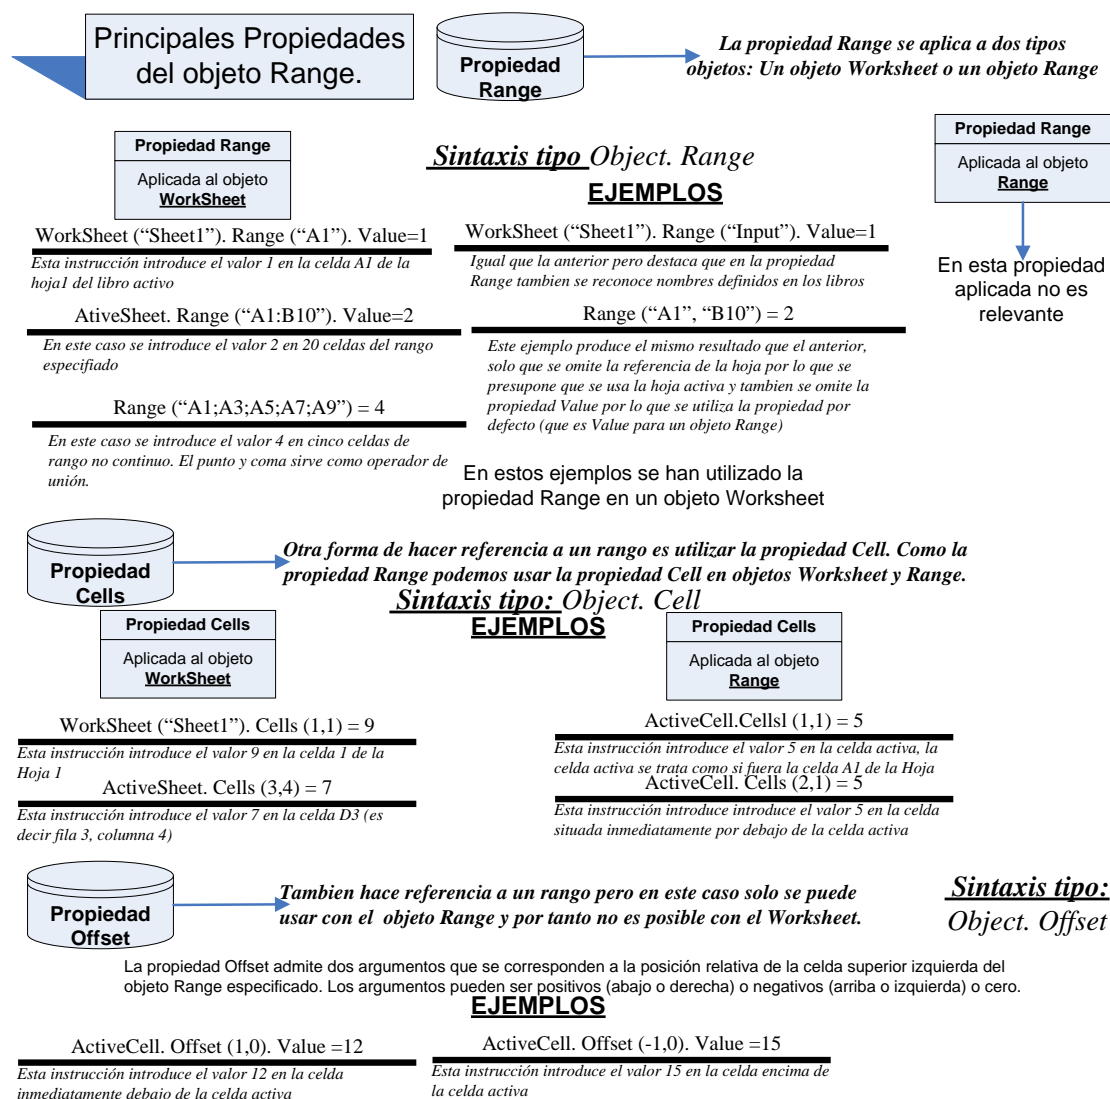 Principales Propiedades
del objeto Range.
Propiedad
Range
La propiedad Range se aplica a dos tipos
objetos: Un objeto Worksheet o un objeto Range
Propiedad Range
Aplicada al objeto
WorkSheet
Sintaxis tipo Object. Range
EJEMPLOS
Propiedad Range
Aplicada al objeto
Range
En esta propiedad
aplicada no es
relevante
WorkSheet (“Sheet1”). Range (“A1”). Value=1
Esta instrucción introduce el valor 1 en la celda A1 de la
hoja1 del libro activo
WorkSheet (“Sheet1”). Range (“Input”). Value=1
Igual que la anterior pero destaca que en la propiedad
Range tambien se reconoce nombres definidos en los libros
AtiveSheet. Range (“A1:B10”). Value=2
En este caso se introduce el valor 2 en 20 celdas del rango
especifiado
Range (“A1”, “B10”) = 2
Este ejemplo produce el mismo resultado que el anterior,
solo que se omite la referencia de la hoja por lo que se
presupone que se usa la hoja activa y tambien se omite la
propiedad Value por lo que se utiliza la propiedad por
defecto (que es Value para un objeto Range)
Range (“A1;A3;A5;A7;A9”) = 4
En este caso se introduce el valor 4 en cinco celdas de
rango no continuo. El punto y coma sirve como operador de
unión.
En estos ejemplos se han utilizado la
propiedad Range en un objeto Worksheet
Propiedad
Cells
Otra forma de hacer referencia a un rango es utilizar la propiedad Cell. Como la
propiedad Range podemos usar la propiedad Cell en objetos Worksheet y Range.
Sintaxis tipo: Object. Cell
EJEMPLOS
Propiedad Cells
Aplicada al objeto
WorkSheet
Propiedad Cells
Aplicada al objeto
Range
WorkSheet (“Sheet1”). Cells (1,1) = 9
Esta instrucción introduce el valor 9 en la celda 1 de la
Hoja 1
ActiveSheet. Cells (3,4) = 7
Esta instrucción introduce el valor 7 en la celda D3 (es
decir fila 3, columna 4)
ActiveCell.Cellsl (1,1) = 5
Esta instrucción introduce el valor 5 en la celda activa, la
celda activa se trata como si fuera la celda A1 de la Hoja
ActiveCell. Cells (2,1) = 5
Esta instrucción introduce introduce el valor 5 en la celda
situada inmediatamente por debajo de la celda activa
Propiedad
Offset
Tambien hace referencia a un rango pero en este caso solo se puede
usar con el objeto Range y por tanto no es posible con el Worksheet.
Sintaxis tipo:
Object. Offset
La propiedad Offset admite dos argumentos que se corresponden a la posición relativa de la celda superior izquierda del
objeto Range especificado. Los argumentos pueden ser positivos (abajo o derecha) o negativos (arriba o izquierda) o cero.
EJEMPLOS
ActiveCell. Offset (1,0). Value =12
Esta instrucción introduce el valor 12 en la celda
inmediatamente debajo de la celda activa
ActiveCell. Offset (-1,0). Value =15
Esta instrucción introduce el valor 15 en la celda encima de
la celda activa